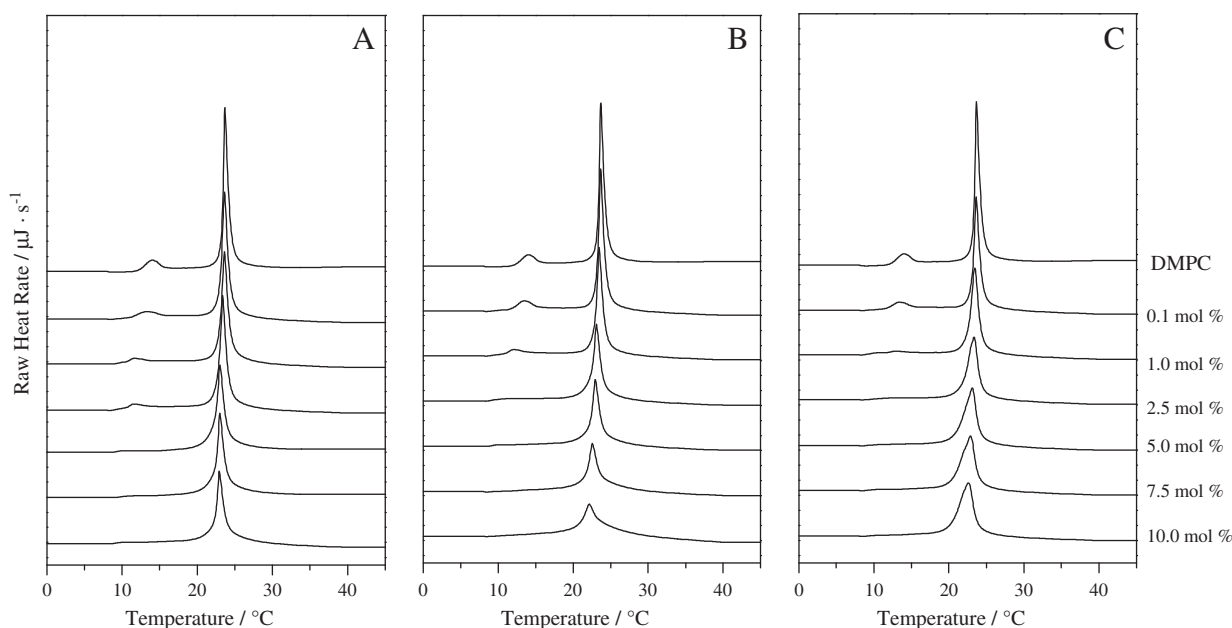 A
B
C
Raw Heat Rate / μJ · s⁻¹
DMPC
0.1 mol %
1.0 mol %
2.5 mol %
5.0 mol %
7.5 mol %
10.0 mol %
0 10 20 30 40
0 10 20 30 40
0 10 20 30 40
Temperature / °C
Temperature / °C
Temperature / °C